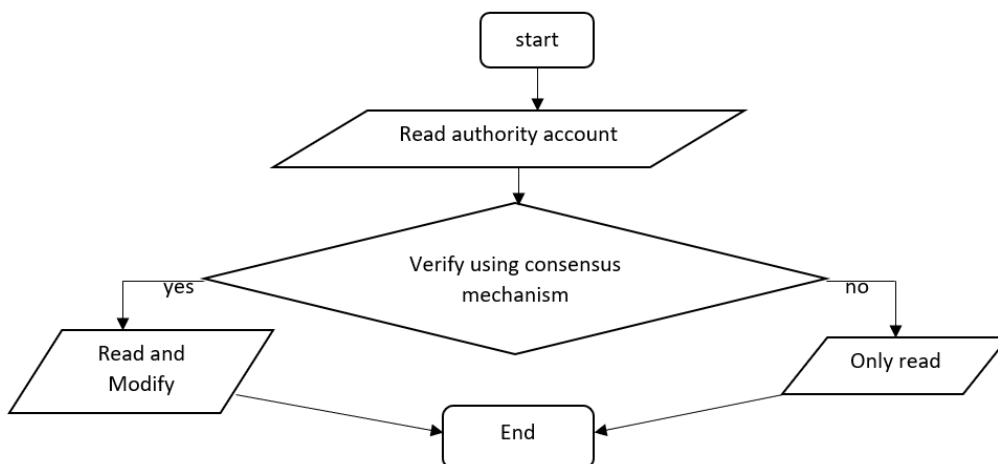 start
Read authority account
Verify using consensus
mechanism
yes
no
Read and
Modify
Only read
End